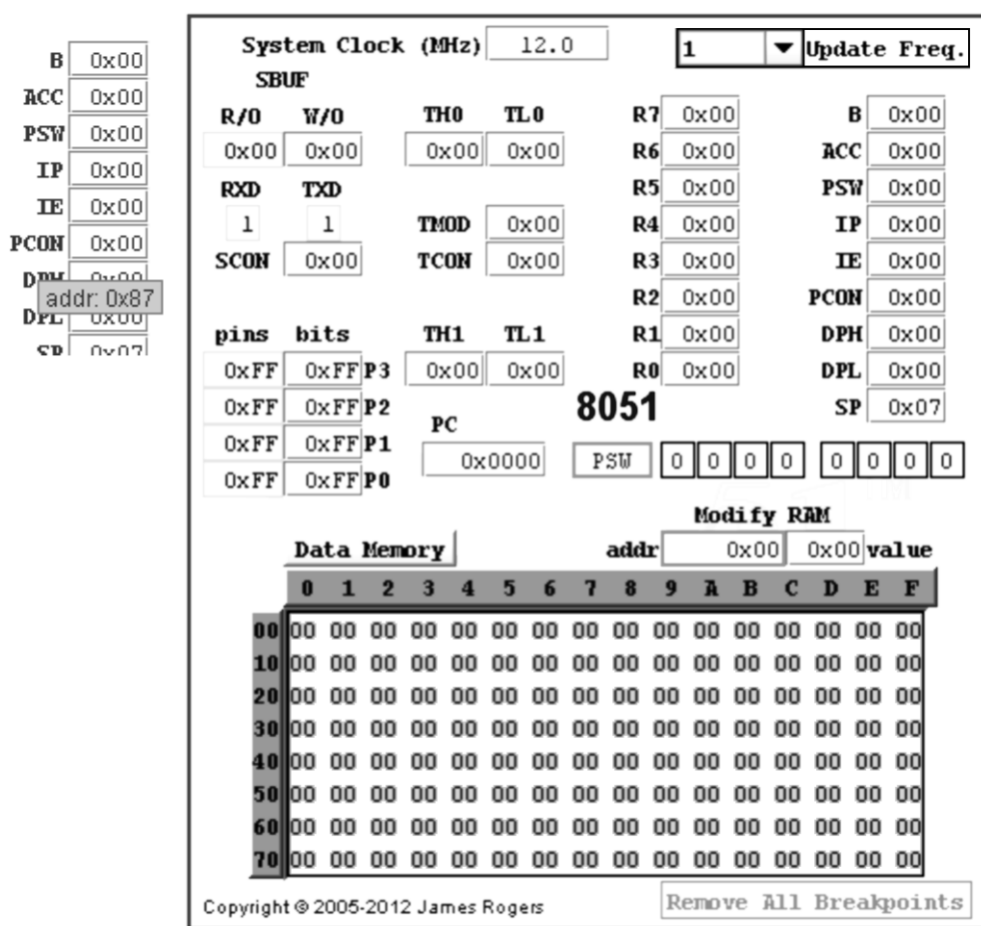 B 0x00
ACC 0x00
PSW 0x00
IP 0x00
IE 0x00
PCON 0x00
DPH 0x00
addr: 0x87
DPL 0x00
SP 0x07
System Clock (MHz) 12.0 1 Update Freq.
SBUF
R/O W/O TH0 TL0 R7 0x00 B 0x00
0x00 0x00 0x00 0x00 R6 0x00 ACC 0x00
RXD TXD R5 0x00 PSW 0x00
1 1 TMOD 0x00 R4 0x00 IP 0x00
SCON 0x00 TCON 0x00 R3 0x00 IE 0x00
R2 0x00 PCON 0x00
pins bits TH1 TL1 R1 0x00 DPH 0x00
0xFF 0xFF P3 0x00 0x00 R0 0x00 DPL 0x00
0xFF 0xFF P2 8051 SP 0x07
PC
0xFF 0xFF P1 0x0000 PSW 0 0 0 0 0 0 0 0
0xFF 0xFF P0
Modify RAM
Data Memory addr 0x00 0x00 value
0 1 2 3 4 5 6 7 8 9 A B C D E F
00 00 00 00 00 00 00 00 00 00 00 00 00 00 00 00 00
10 00 00 00 00 00 00 00 00 00 00 00 00 00 00 00 00
20 00 00 00 00 00 00 00 00 00 00 00 00 00 00 00 00
30 00 00 00 00 00 00 00 00 00 00 00 00 00 00 00 00
40 00 00 00 00 00 00 00 00 00 00 00 00 00 00 00 00
50 00 00 00 00 00 00 00 00 00 00 00 00 00 00 00 00
60 00 00 00 00 00 00 00 00 00 00 00 00 00 00 00 00
70 00 00 00 00 00 00 00 00 00 00 00 00 00 00 00 00
Copyright © 2005-2012 James Rogers Remove All Breakpoints